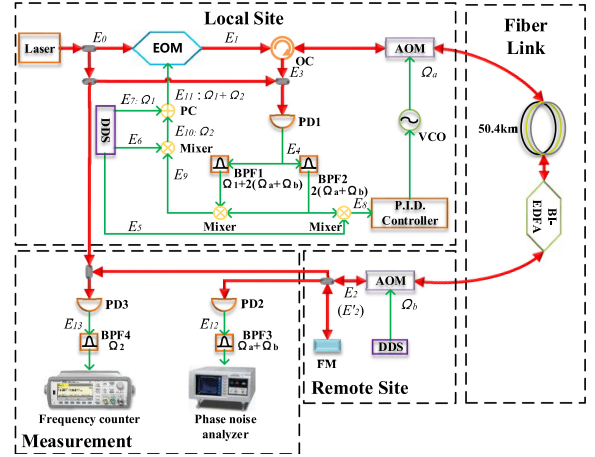 Local Site
Fiber
Link
Laser
E0
EOM
E1
OC
AOM
E3
Ωa
E7: Ω1
E11 : Ω1+ Ω2
PC
DDS
E6
E10: Ω2
Mixer
PD1
VCO
50.4km
E4
E9
BPF1
Ω1+2(Ωa+Ωb)
BPF2
2(Ωa+Ωb)
E8
P.I.D.
Controller
E5
Mixer
Mixer
BI-
EDFA
E2
(E'2)
AOM
Ωb
PD3
PD2
E13
BPF4
Ω2
E12
BPF3
Ωa+Ωb
FM
DDS
Remote Site
Frequency counter
Phase noise
analyzer
Measurement